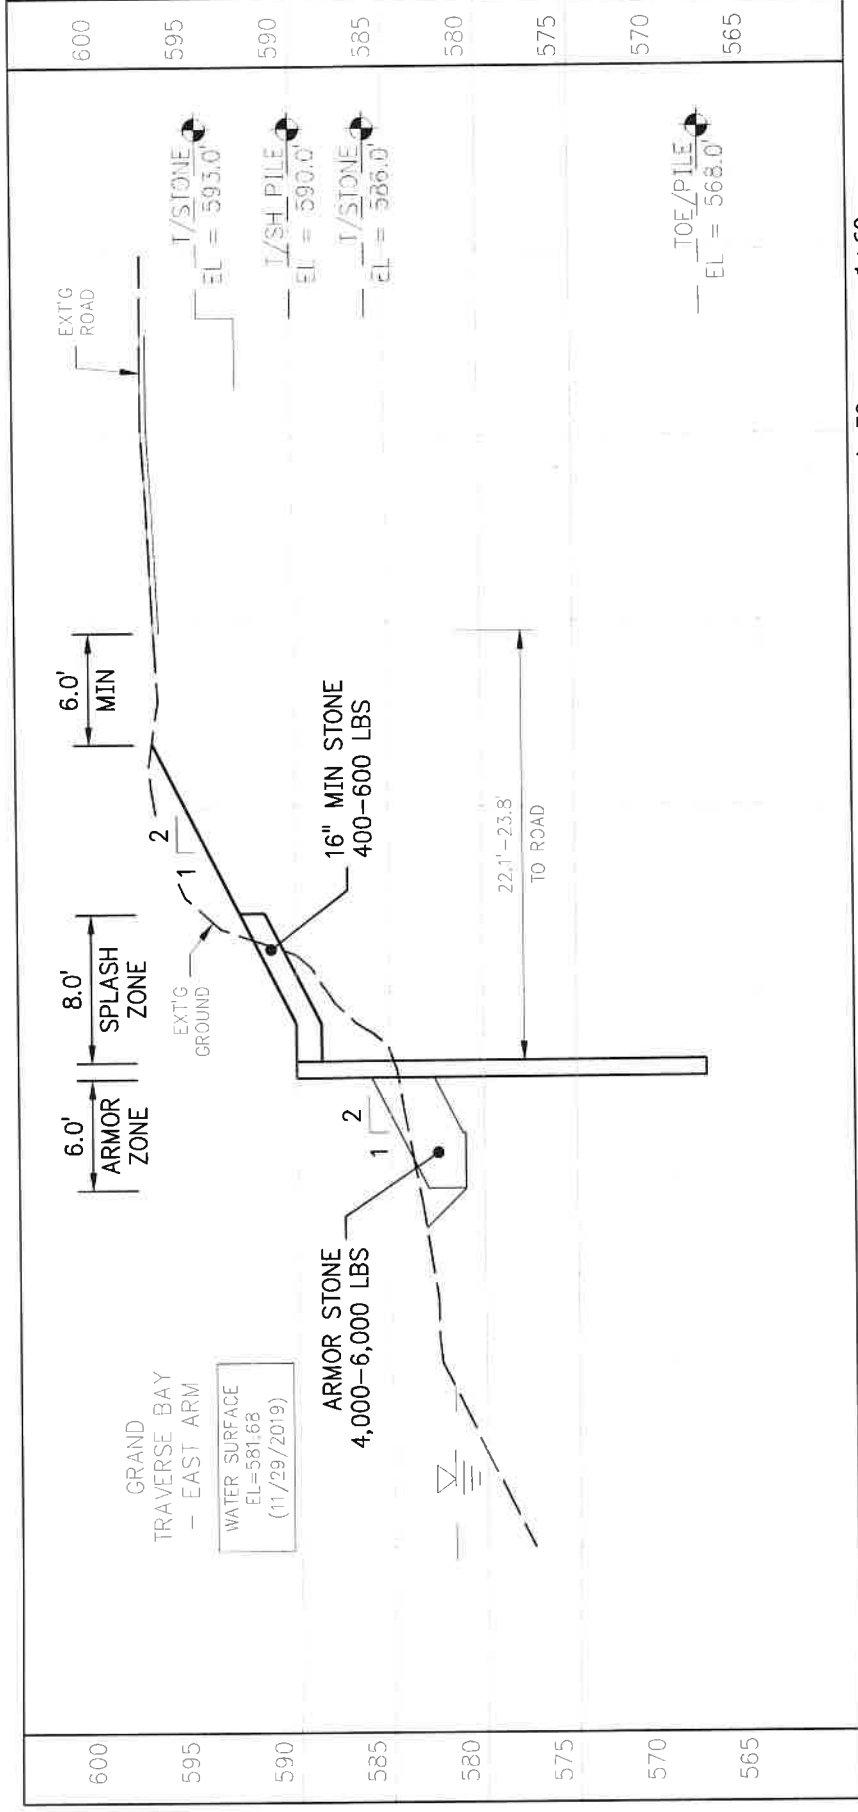 600
595
590
585
580
575
570
565
GRAND
TRAVERSE BAY
- EAST ARM
WATER SURFACE
EL=581.68
(11/29/2019)
ARMOR STONE
4,000-6,000 LBS
6.0'
ARMOR
ZONE
8.0'
SPLASH
ZONE
6.0'
MIN
EXT'G
GROUND
1
2
1
2
16" MIN STONE
400-600 LBS
22.1'-23.8'
TO ROAD
EXT'G
ROAD
T/STONE
EL = 593.0'
T/SH PILE
EL = 590.0'
T/STONE
EL = 586.0'
TOE/PILE
EL = 568.0'
600
595
590
585
580
575
570
565